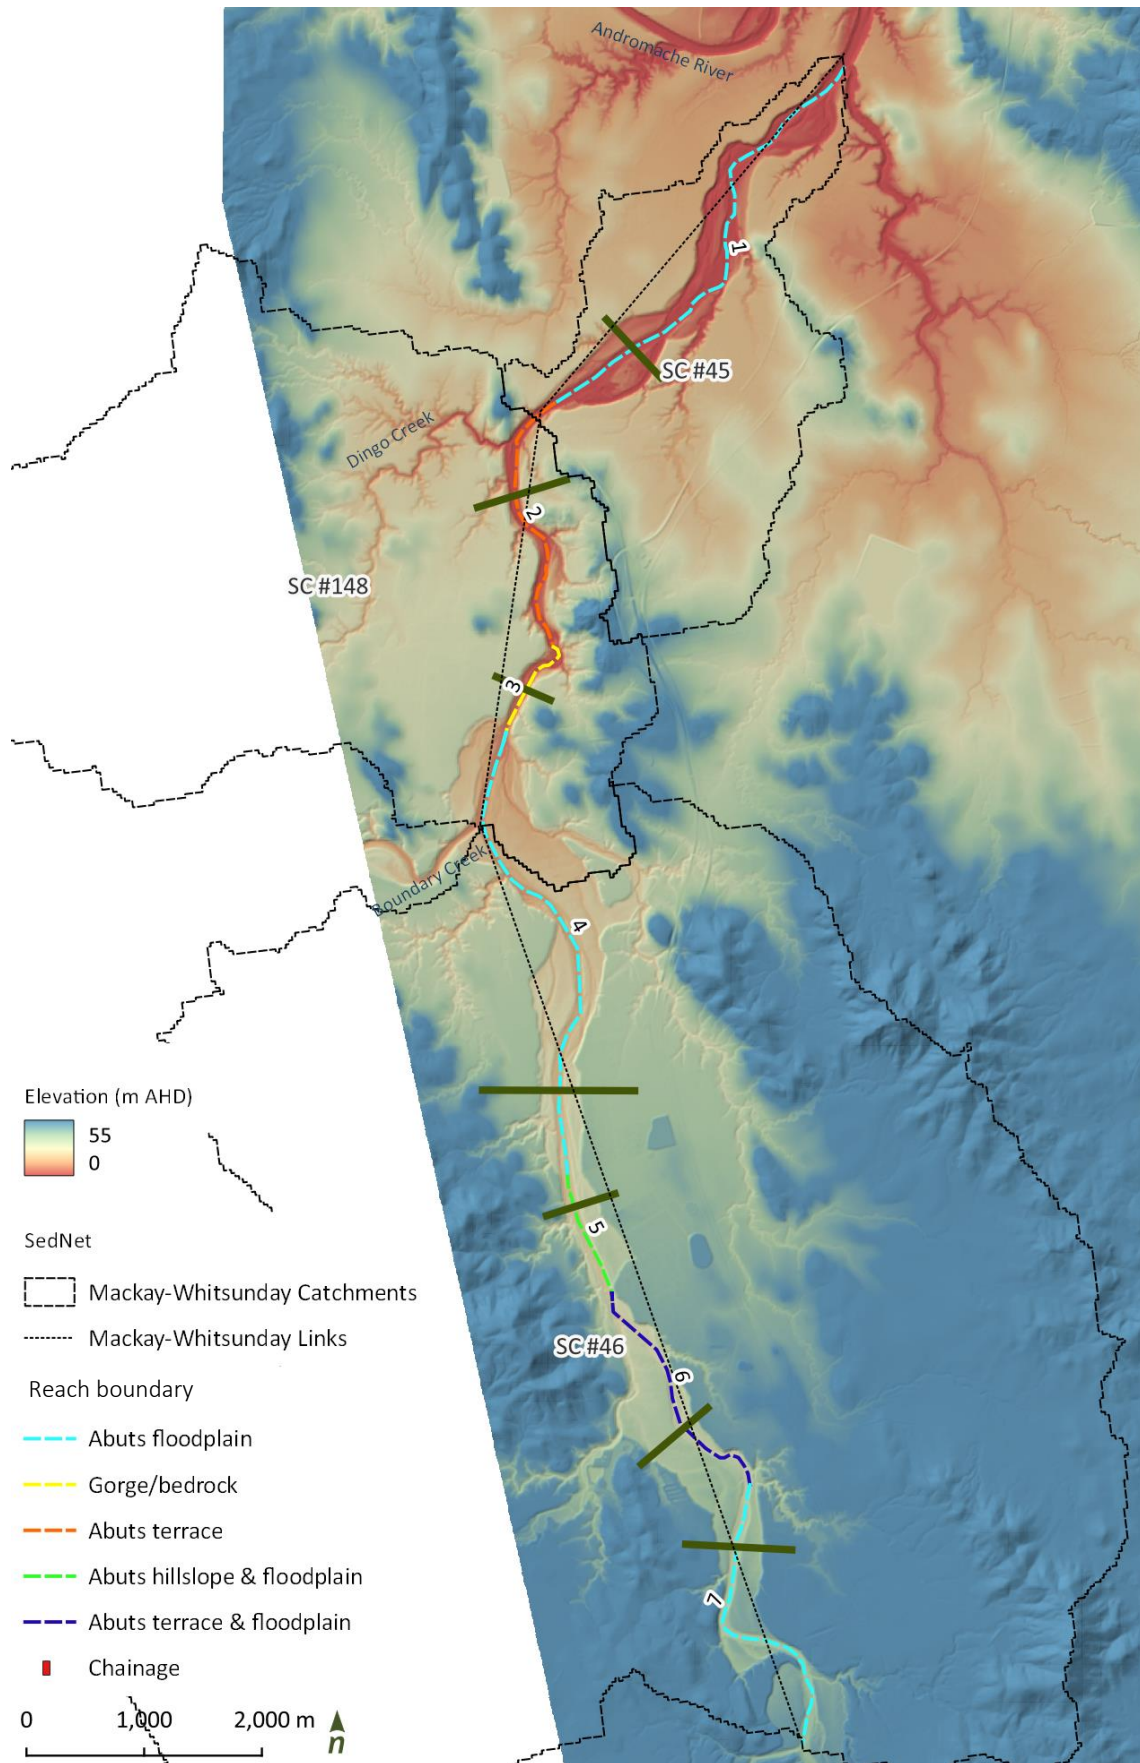 Andromache River
1
SC #45
Dingo Creek
2
SC #148
3
Boundary Creek
4
Elevation (m AHD)
55
0
5
SedNet
Mackay-Whitsunday Catchments
Mackay-Whitsunday Links
SC #46
6
Reach boundary
Abuts floodplain
Gorge/bedrock
Abuts terrace
Abuts hillslope & floodplain
7
Abuts terrace & floodplain
Chainage
0 1,000 2,000 m
n